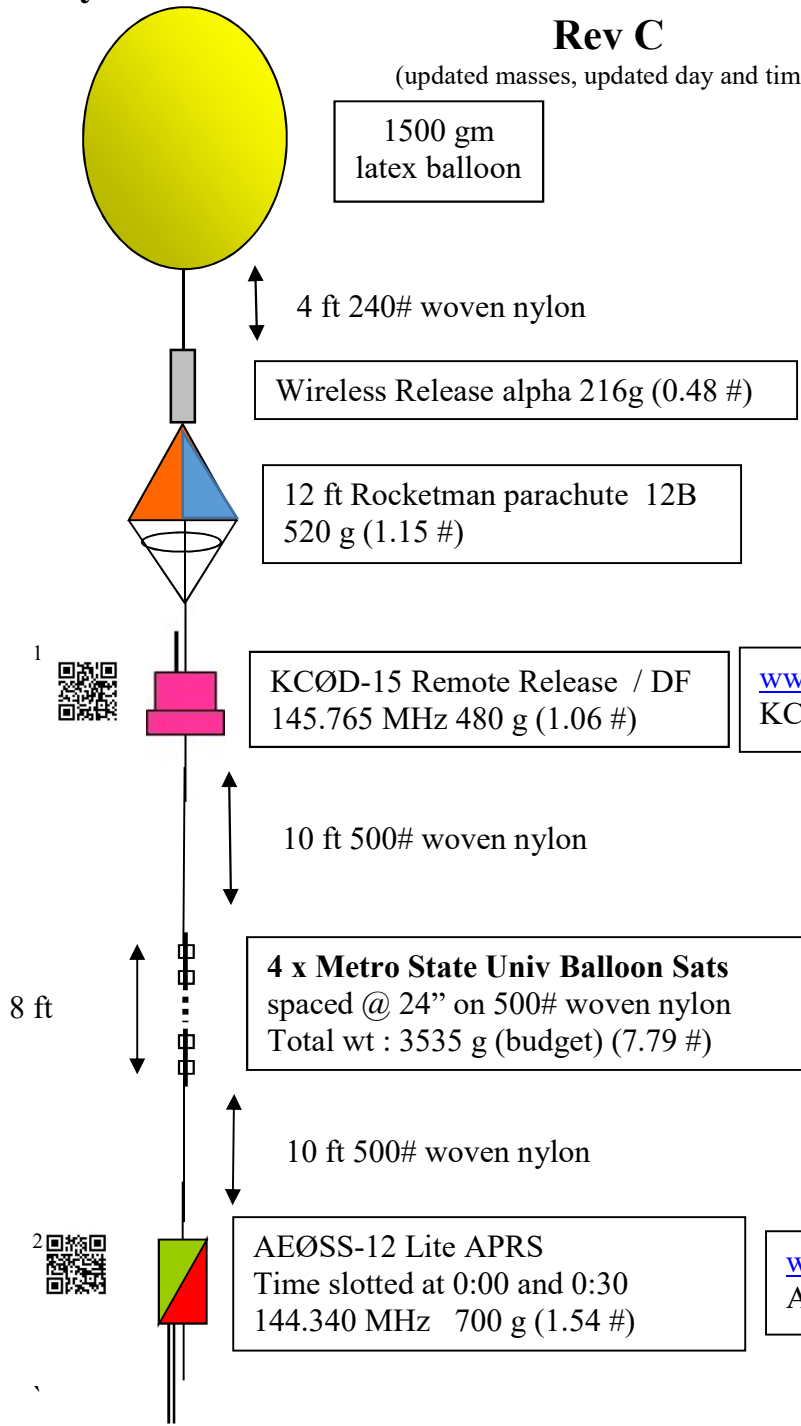 Rev C
(updated masses, updated day and tim
1500 gm
latex balloon
4 ft 240# woven nylon
Wireless Release alpha 216g (0.48 #)
12 ft Rocketman parachute 12B
520 g (1.15 #)
1
KCØD-15 Remote Release / DF
145.765 MHz 480 g (1.06 #)
ww
KC
10 ft 500# woven nylon
8 ft
4 x Metro State Univ Balloon Sats
spaced @ 24” on 500# woven nylon
Total wt : 3535 g (budget) (7.79 #)
10 ft 500# woven nylon
2
AEØSS-12 Lite APRS
Time slotted at 0:00 and 0:30
144.340 MHz 700 g (1.54 #)
w
A
`